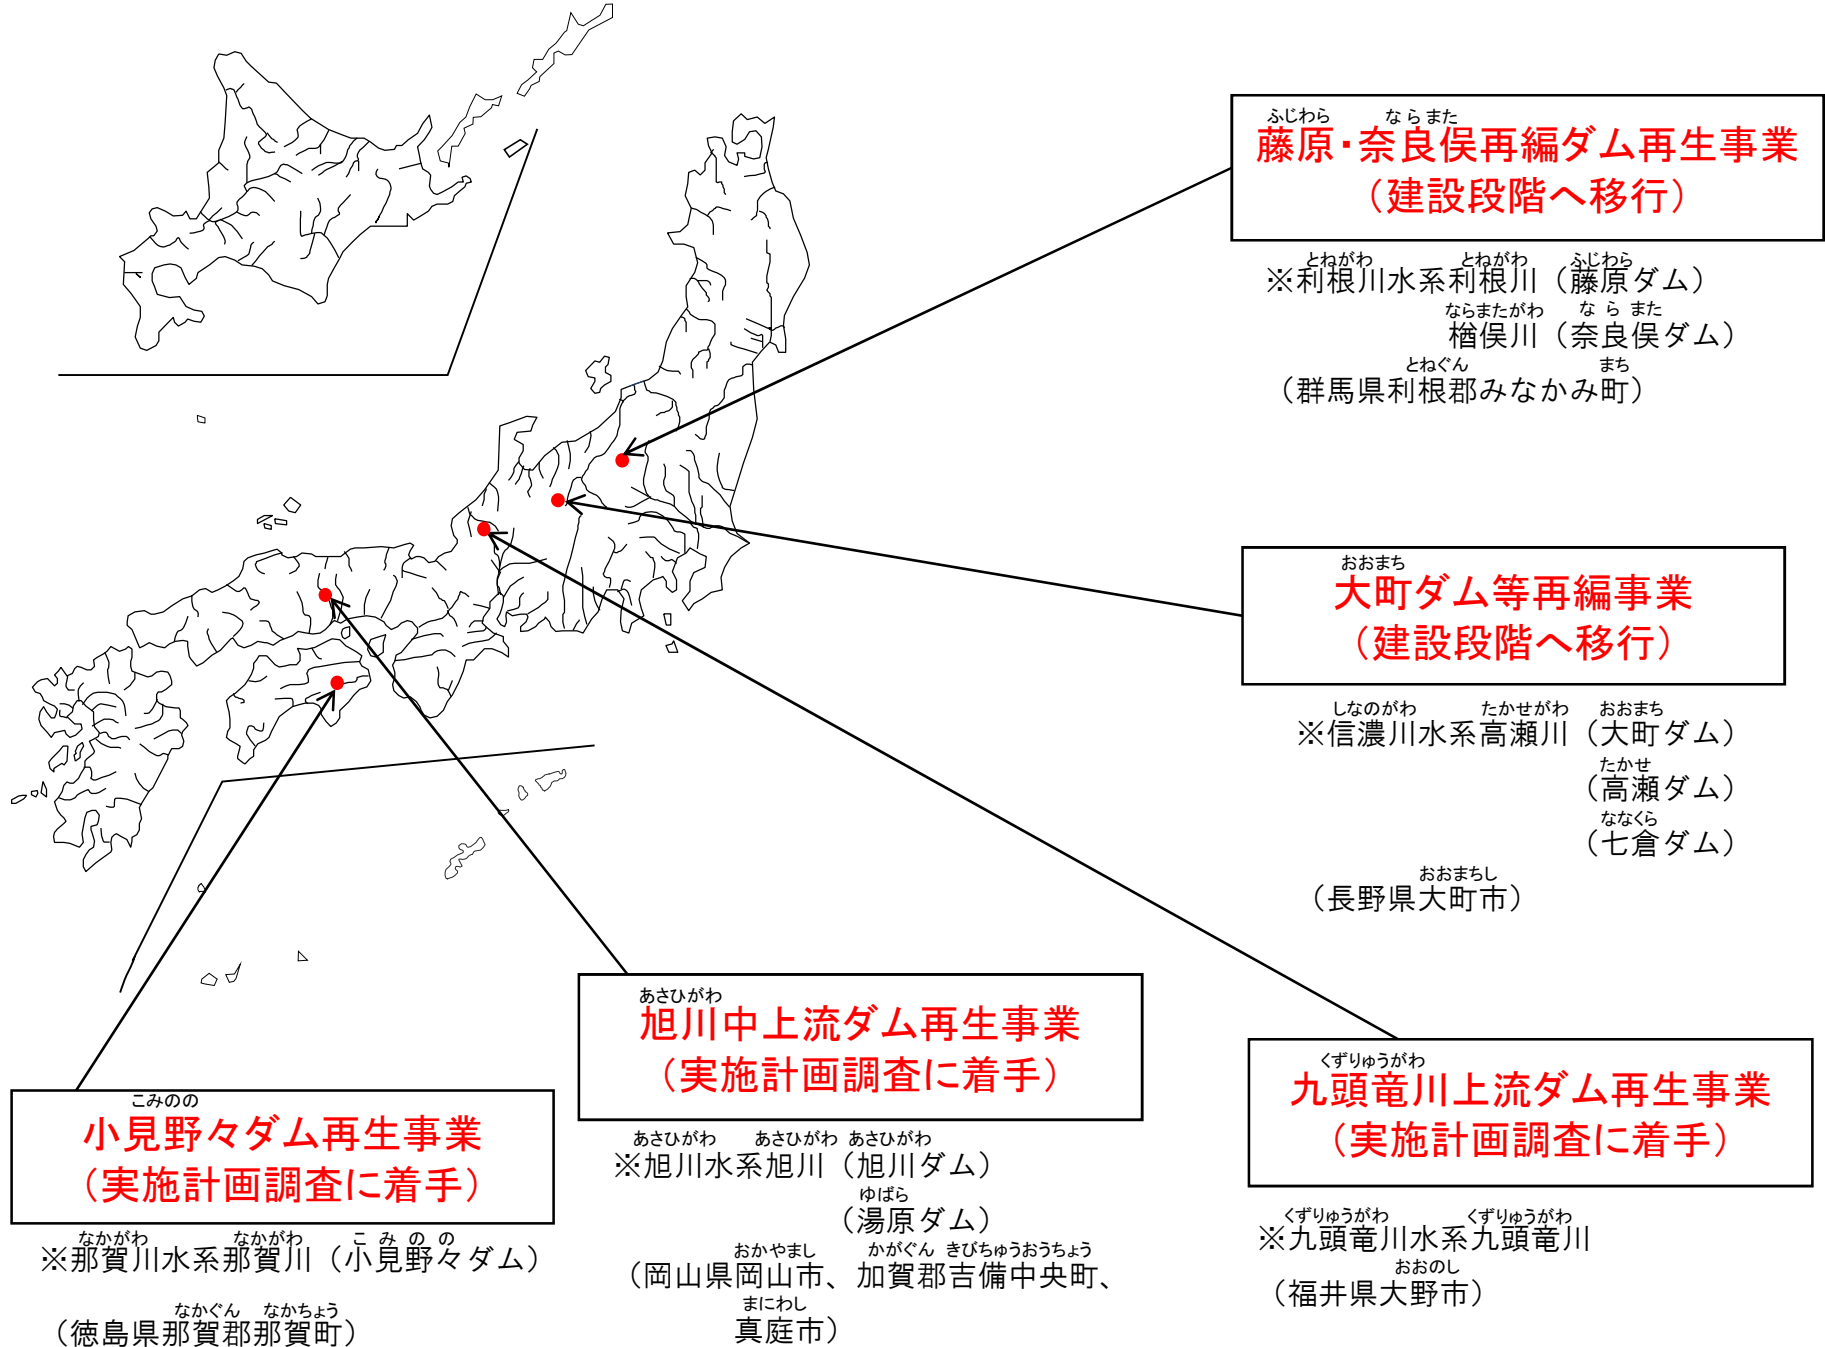 ふじわら ならまた
藤原・奈良俣再編ダム再生事業
（建設段階へ移行）
とねがわ とねがわ ふじわら
※利根川水系利根川（藤原ダム）
ならまたがわ な ら また
楢俣川（奈良俣ダム）
とねぐん まち
（群馬県利根郡みなかみ町）
おおまち
大町ダム等再編事業
（建設段階へ移行）
しなのがわ たかせがわ おおまち
※信濃川水系高瀬川（大町ダム）
たかせ
（高瀬ダム）
ななくら
（七倉ダム）
おおまちし
（長野県大町市）
くずりゅうがわ
九頭竜川上流ダム再生事業
（実施計画調査に着手）
くずりゅうがわ くずりゅうがわ
※九頭竜川水系九頭竜川
おおのし
（福井県大野市）
あさひがわ
旭川中上流ダム再生事業
（実施計画調査に着手）
あさひがわ あさひがわ あさひがわ
※旭川水系旭川（旭川ダム）
ゆばら
（湯原ダム）
おかやまし かがぐん きびちゅうおうちょう
（岡山県岡山市、加賀郡吉備中央町、
まにわし
真庭市）
こみのの
小見野々ダム再生事業
（実施計画調査に着手）
なかがわ なかがわ こ み の の
※那賀川水系那賀川（小見野々ダム）
なかぐん なかちょう
（徳島県那賀郡那賀町）